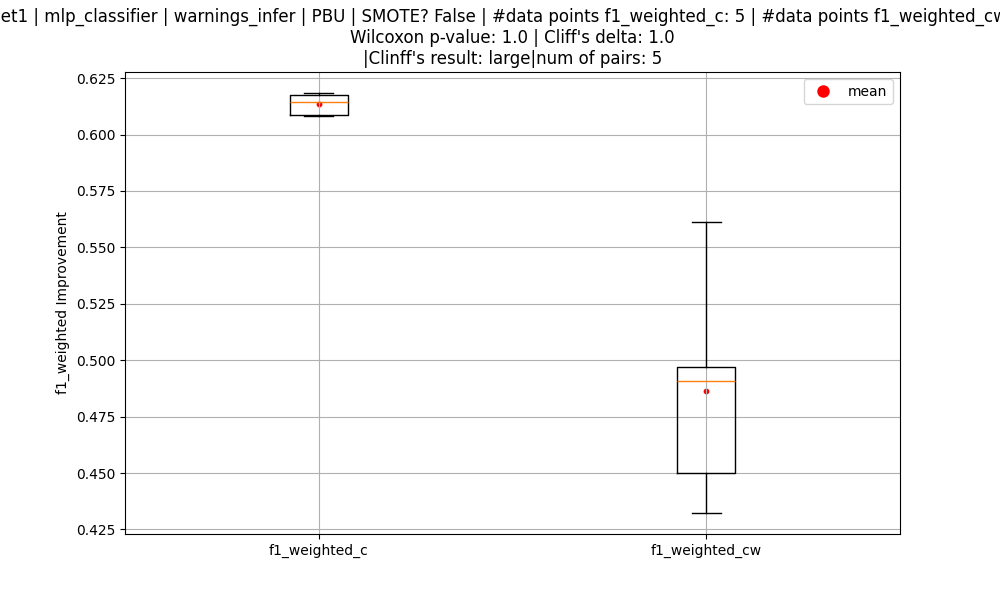 et1 | mlp_classifier | warnings_infer | PBU | SMOTE? False | #data points f1_weighted_c: 5 | #data points f1_weighted_cw
Wilcoxon p-value: 1.0 | Cliff's delta: 1.0
|Clinff's result: large|num of pairs: 5
mean
0.625
0.600
0.575
0.550
0.525
0.500
0.475
0.450
0.425
f1_weighted Improvement
f1_weighted_c
f1_weighted_cw